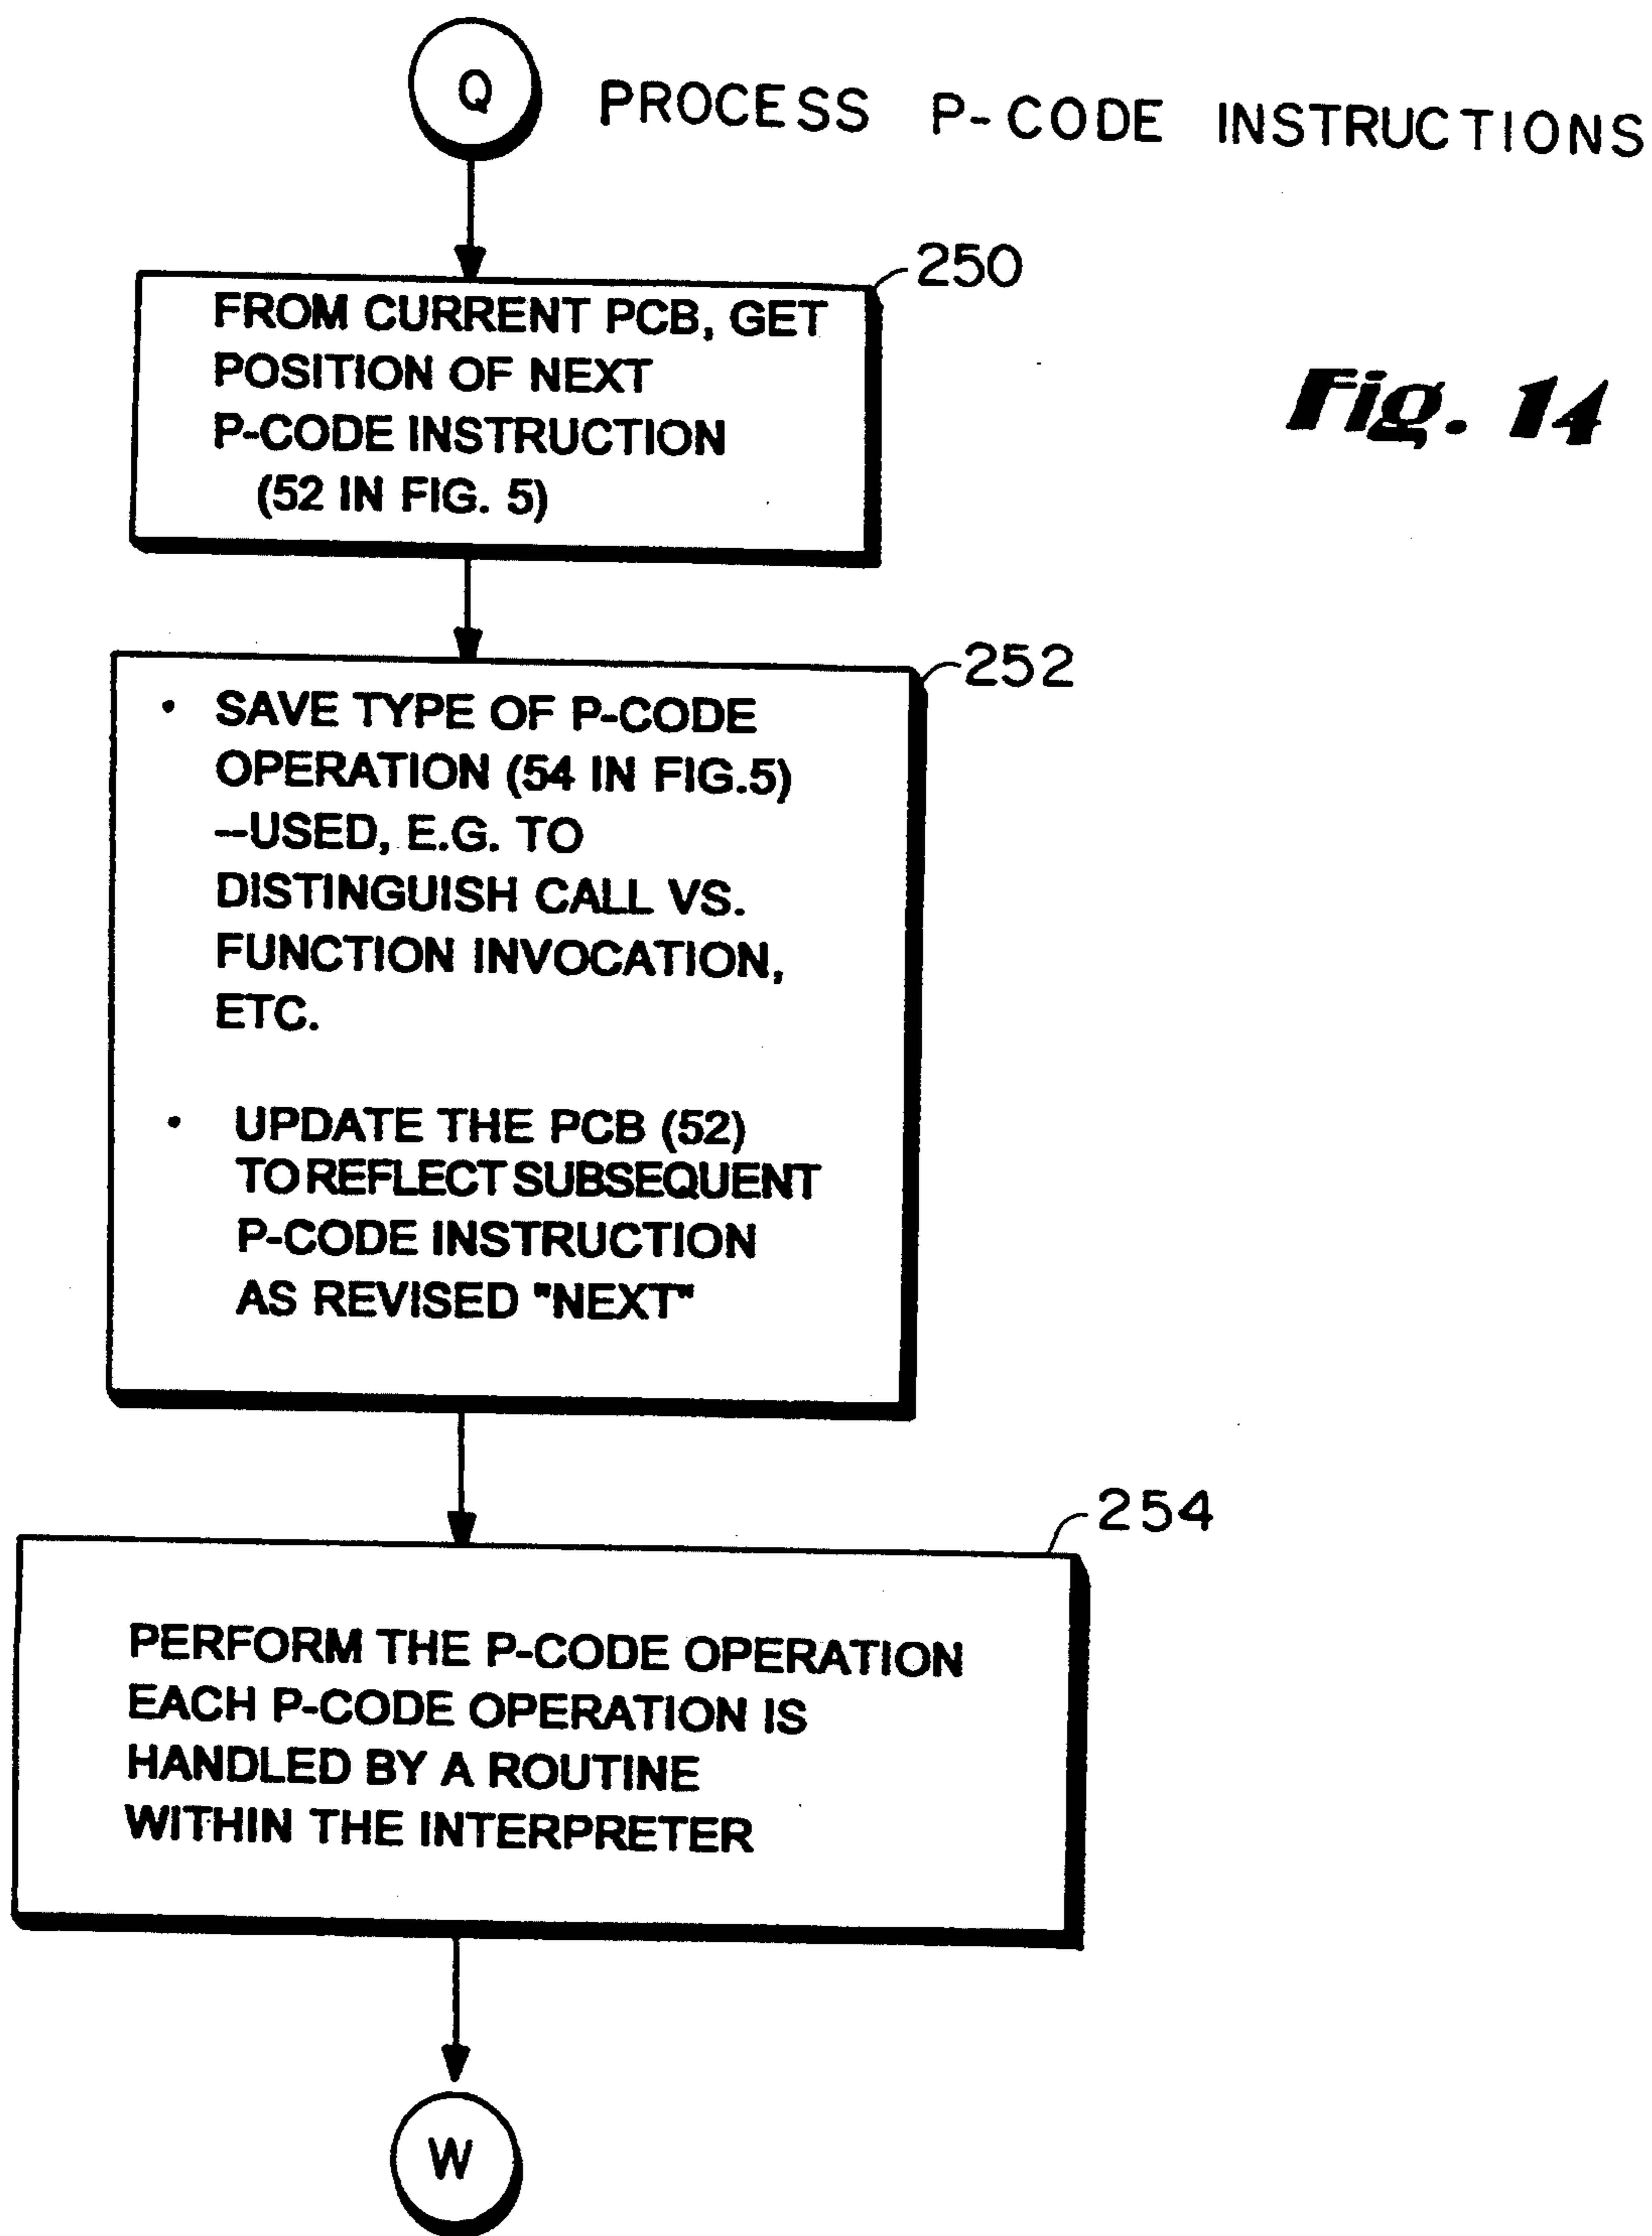 Q
PROCESS P-CODE INSTRUCTIONS
250
FROM CURRENT PCB, GET
POSITION OF NEXT
P-CODE INSTRUCTION
(52 IN FIG. 5)
Fig. 14
252
• SAVE TYPE OF P-CODE
OPERATION (54 IN FIG.5)
--USED, E.G. TO
DISTINGUISH CALL VS.
FUNCTION INVOCATION,
ETC.
• UPDATE THE PCB (52)
TO REFLECT SUBSEQUENT
P-CODE INSTRUCTION
AS REVISED "NEXT"
254
PERFORM THE P-CODE OPERATION
EACH P-CODE OPERATION IS
HANDLED BY A ROUTINE
WITHIN THE INTERPRETER
W